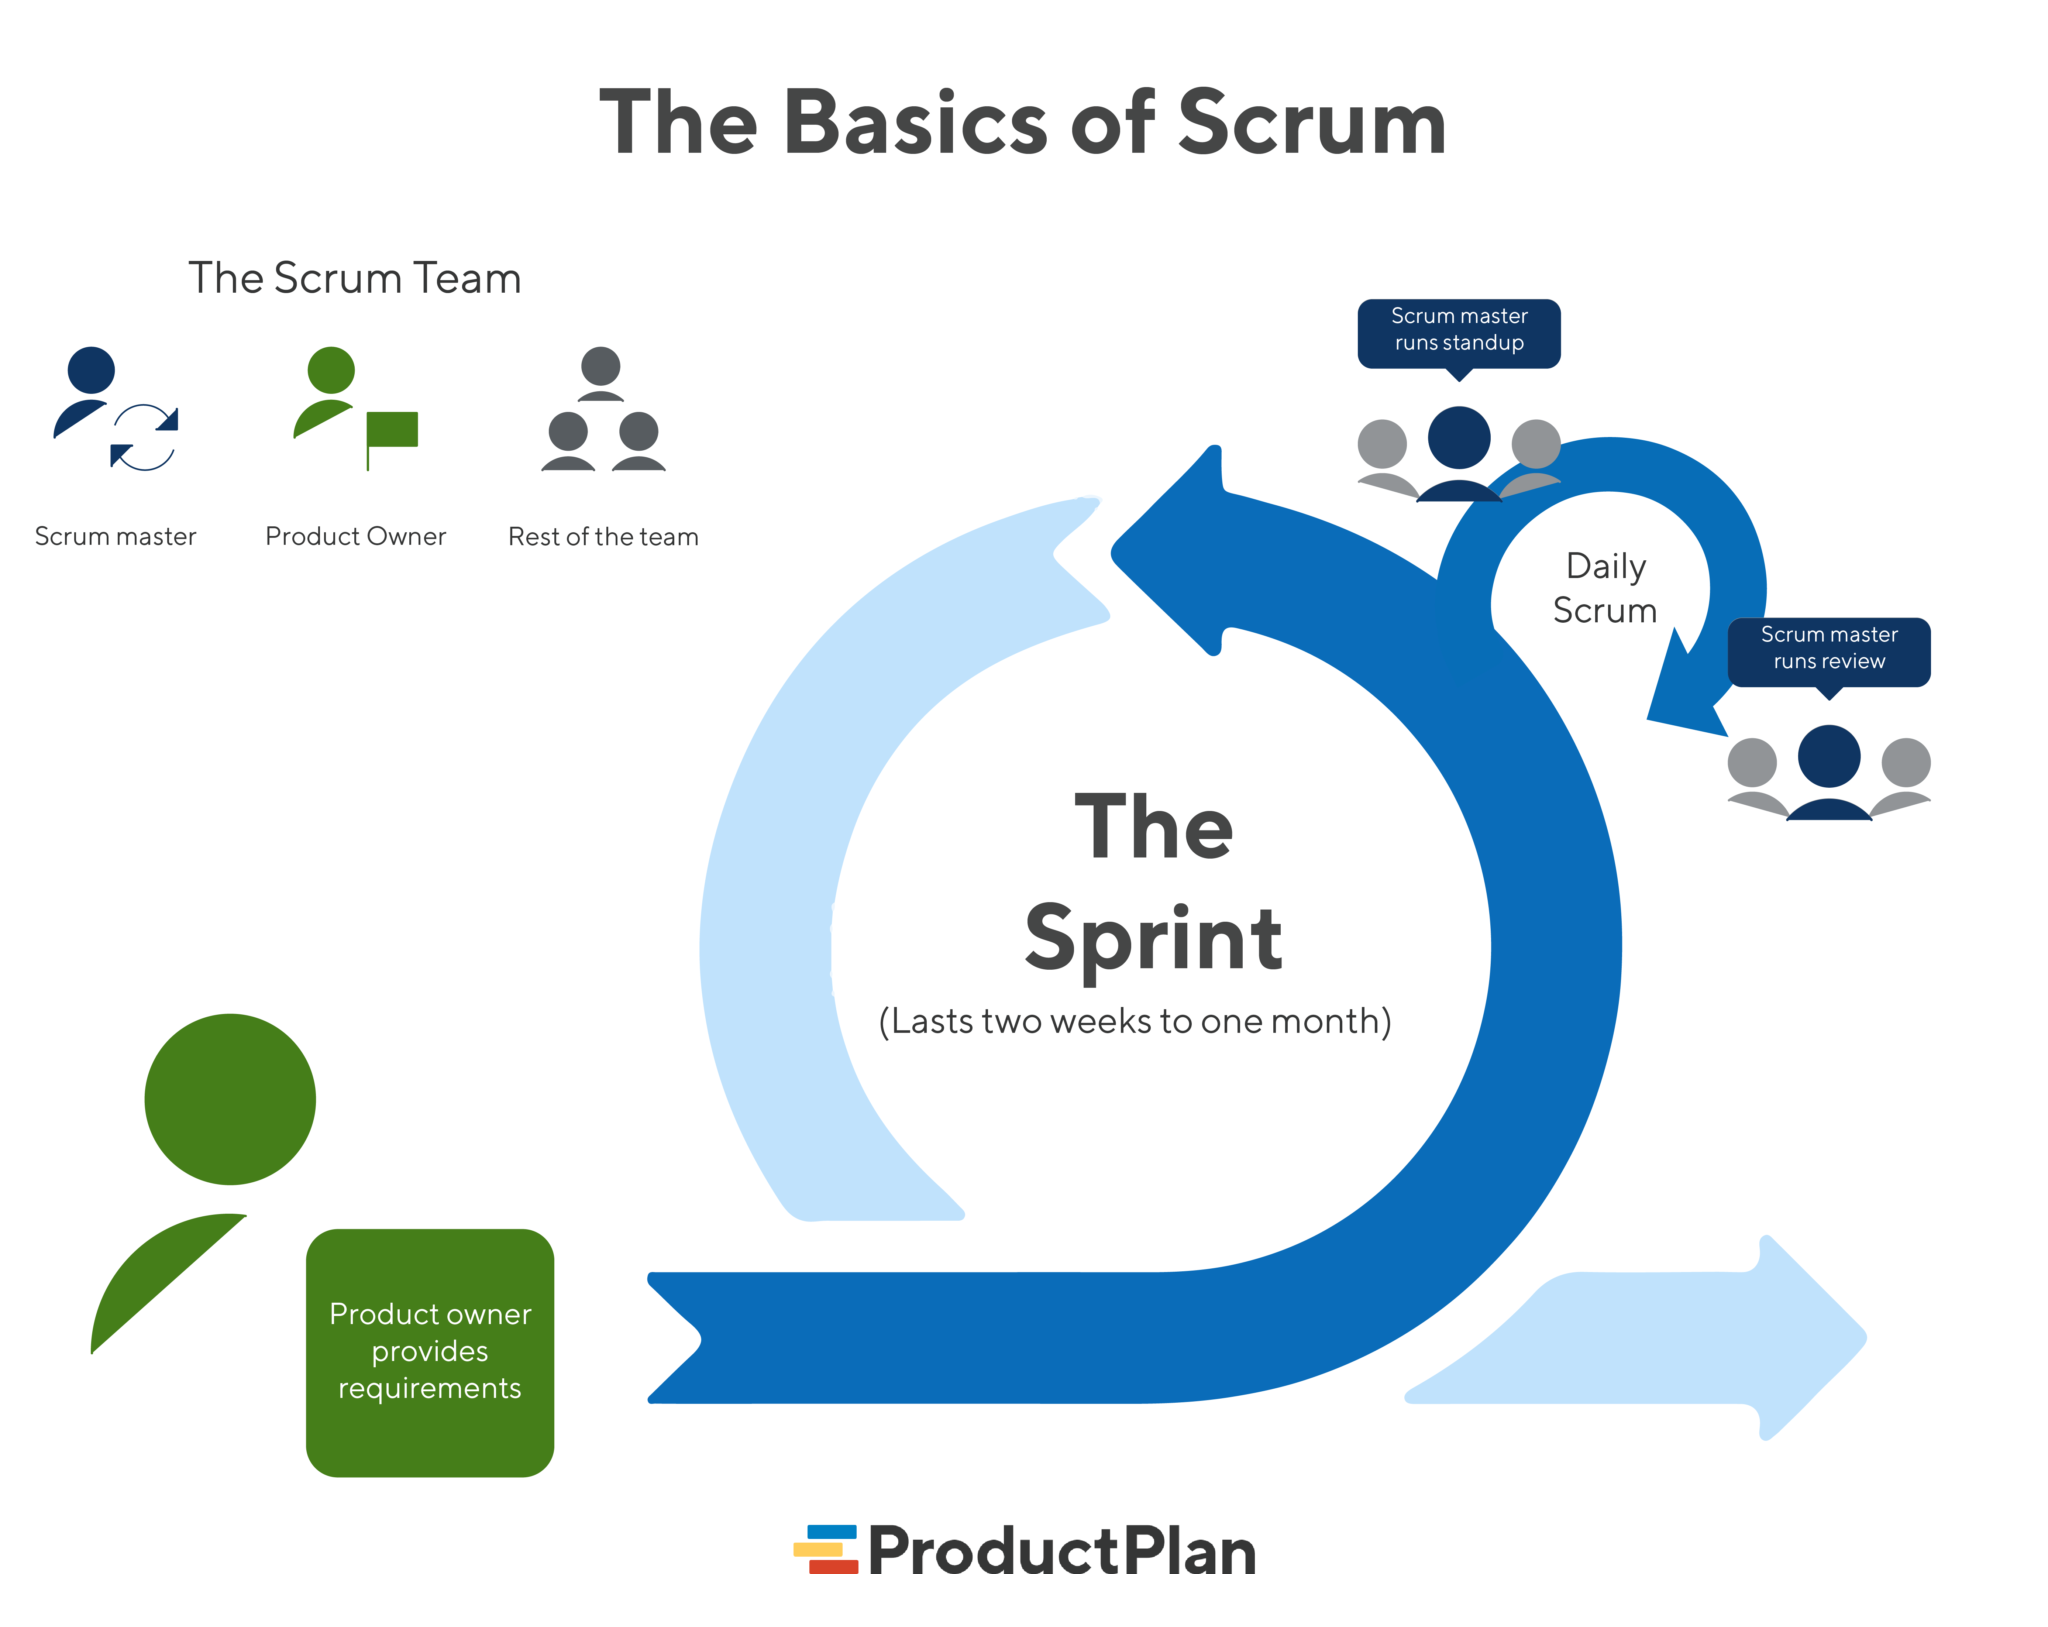 The Basics of Scrum
The Scrum Team
Scrum master
Product Owner
Rest of the team
Scrum master
runs standup
Daily
Scrum
Scrum master
runs review
The
Sprint
(Lasts two weeks to one month)
Product owner
provides
requirements
ProductPlan